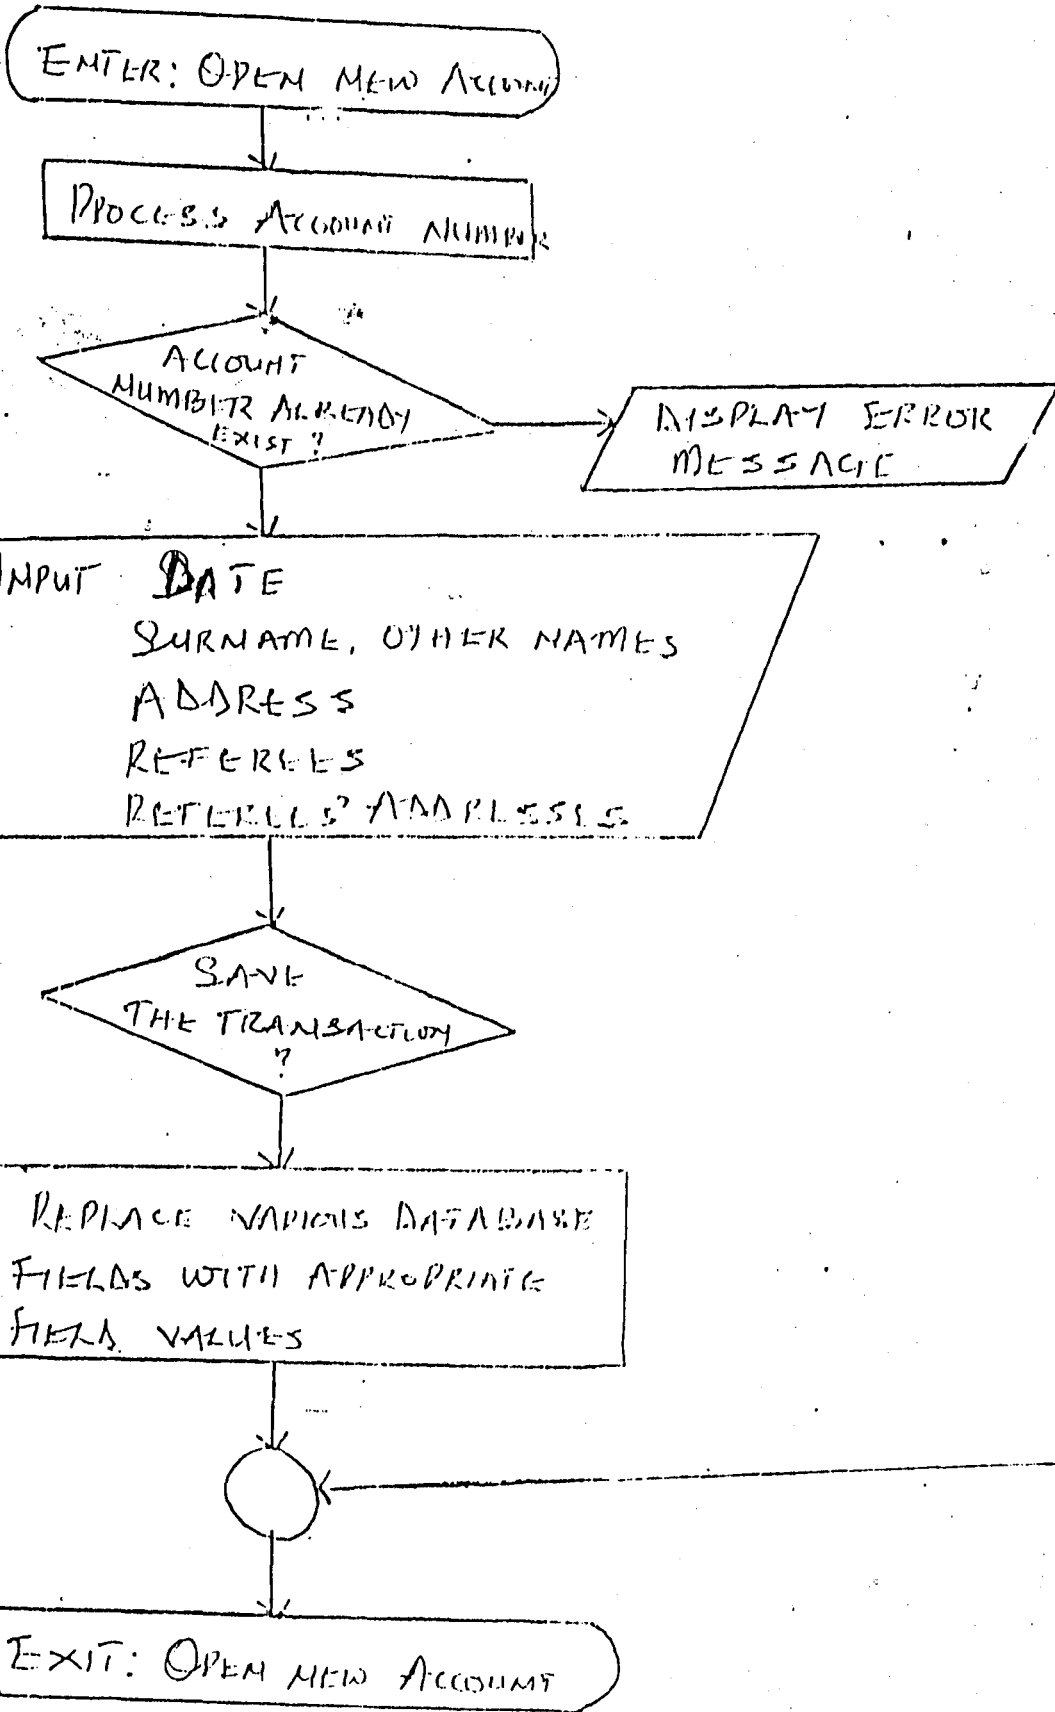 ENTER: OPEN NEW ACCOUNT
PROCESS ACCOUNT NUMBER
ACCOUNT
NUMBER ALREADY
EXIST ?
DISPLAY ERROR
MESSAGE
INPUT DATE
SURNAME, OTHER NAMES
ADDRESS
REFEREES
REFEREES' ADDRESSES
SAVE
THE TRANSACTION
?
REPLACE VARIOUS DATABASE
FIELDS WITH APPROPRIATE
FIELD VALUES
EXIT: OPEN NEW ACCOUNT